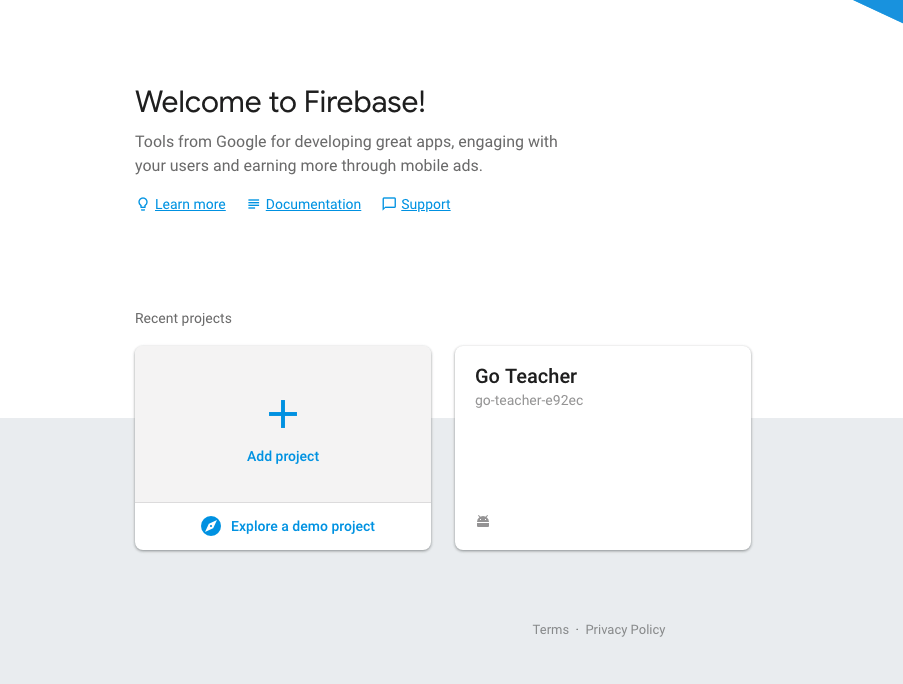 Welcome to Firebase!
Tools from Google for developing great apps, engaging with
your users and earning more through mobile ads.
Learn more Documentation Support
Recent projects
Add project
Explore a demo project
Go Teacher
go-teacher-e92ec
Terms · Privacy Policy